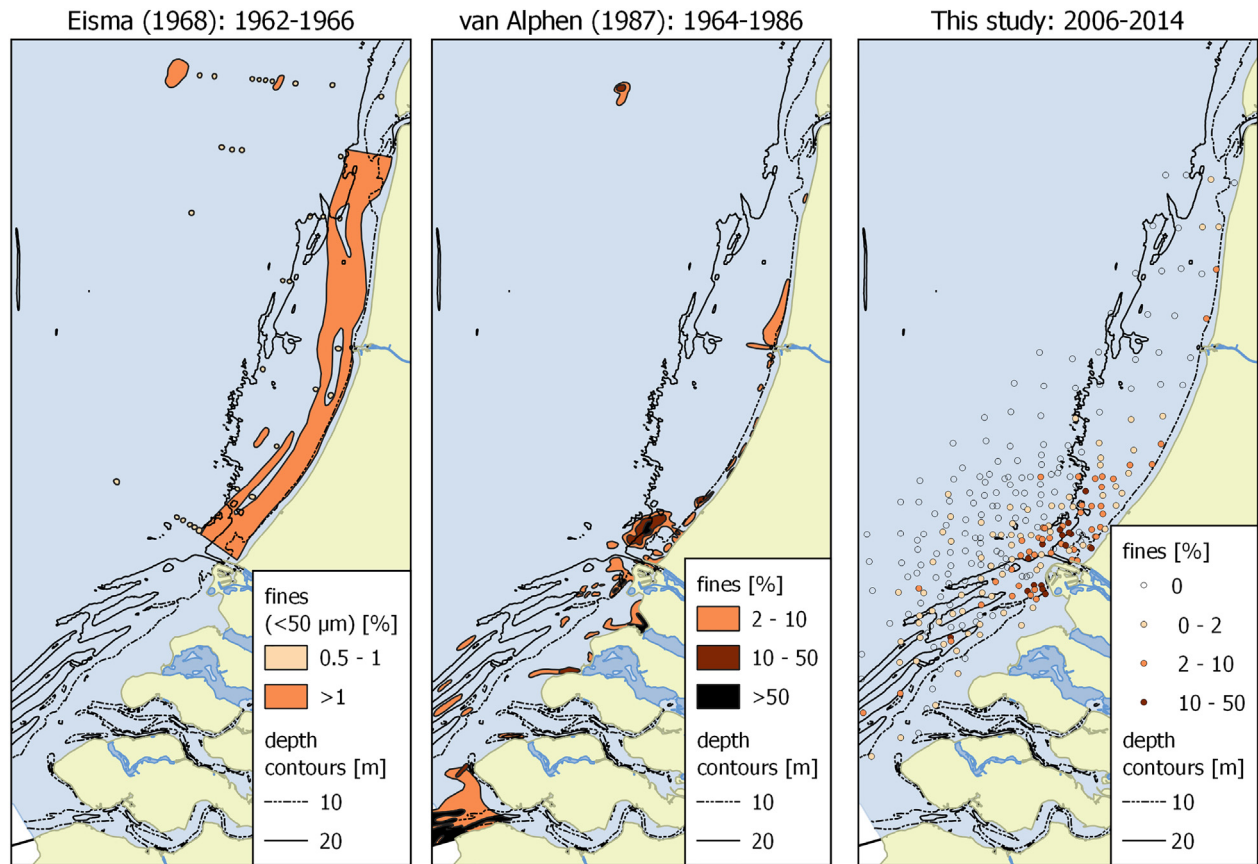 Eisma (1968): 1962-1966
fines
(<50 µm) [%]
0.5 - 1
>1
depth
contours [m]
10
20
van Alphen (1987): 1964-1986
fines [%]
2 - 10
10 - 50
>50
depth
contours [m]
10
20
This study: 2006-2014
fines [%]
0
0 - 2
2 - 10
10 - 50
depth
contours [m]
10
20